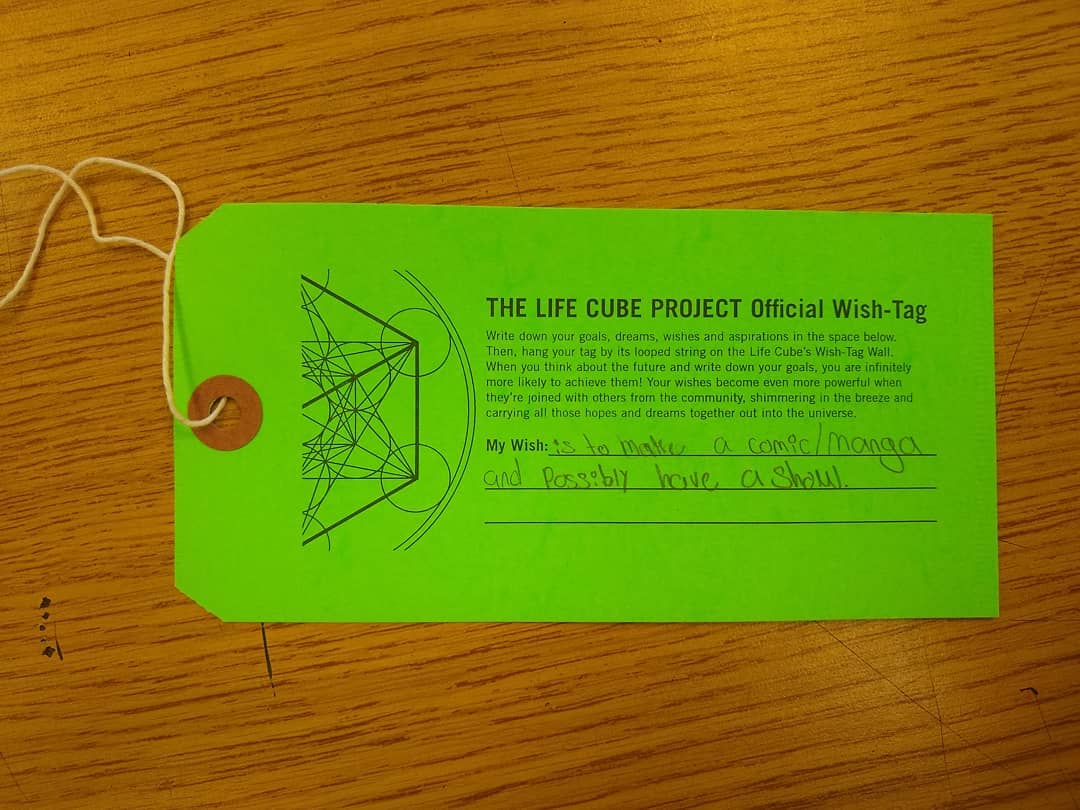 THE LIFE CUBE PROJECT Official Wish-Tag
Write down your goals, dreams, wishes and aspirations in the space below.
Then, hang your tag by its looped string on the Life Cube's Wish-Tag Wall.
When you think about the future and write down your goals, you are infinitely
more likely to achieve them! Your wishes become even more powerful when
they're joined with others from the community, shimmering in the breeze and
carrying all those hopes and dreams together out into the universe.
My Wish: is to make a comic/manga
and Possibly have a Show.